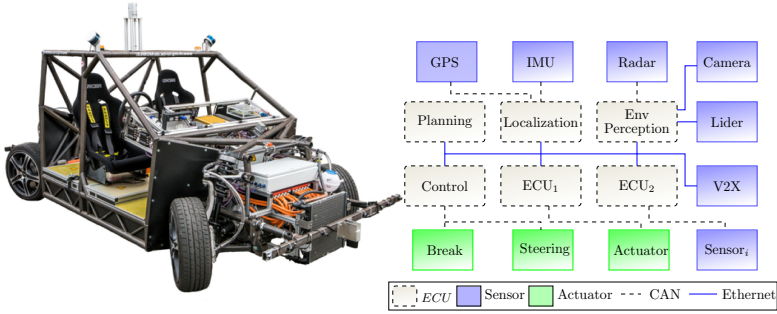 GPS
IMU
Radar
Camera
Planning
Localization
Env
Perception
Lider
Control
ECU₁
ECU₂
V2X
Break
Steering
Actuator
Sensorᵢ
ECU
Sensor
Actuator
CAN
Ethernet